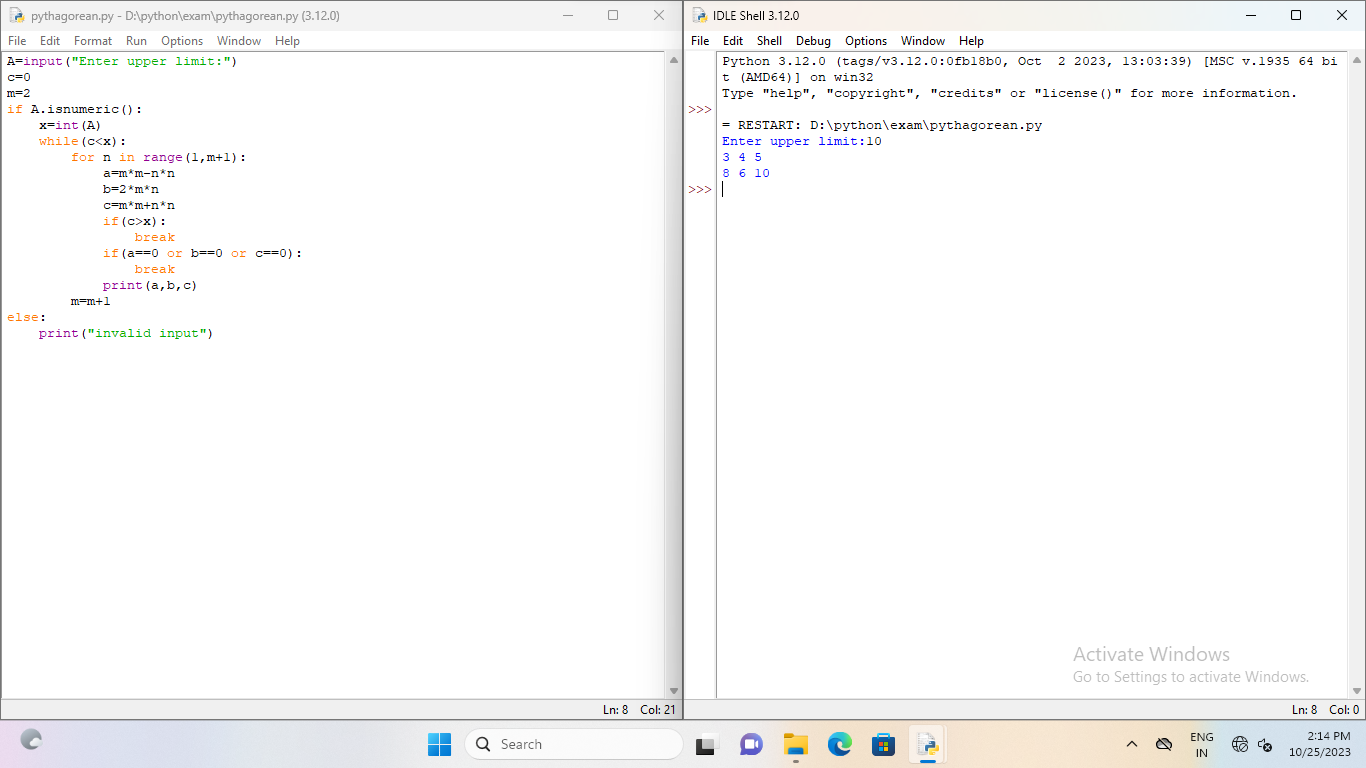 pythagorean.py - D:\python\exam\pythagorean.py (3.12.0)
File Edit Format Run Options Window Help
A=input("Enter upper limit:")
c=0
m=2
if A.isnumeric():
    x=int(A)
    while(c<x):
        for n in range(1,m+1):
            a=m*m-n*n
            b=2*m*n
            c=m*m+n*n
            if(c>x):
                break
            if(a==0 or b==0 or c==0):
                break
            print(a,b,c)
        m=m+1
else:
    print("invalid input")
Ln: 8 Col: 21
IDLE Shell 3.12.0
File Edit Shell Debug Options Window Help
Python 3.12.0 (tags/v3.12.0:0fb18b0, Oct  2 2023, 13:03:39) [MSC v.1935 64 bi
t (AMD64)] on win32
Type "help", "copyright", "credits" or "license()" for more information.
>>>
= RESTART: D:\python\exam\pythagorean.py
Enter upper limit:10
3 4 5
8 6 10
>>>
Activate Windows
Go to Settings to activate Windows.
Ln: 8 Col: 0
Search
ENG
IN
2:14 PM
10/25/2023